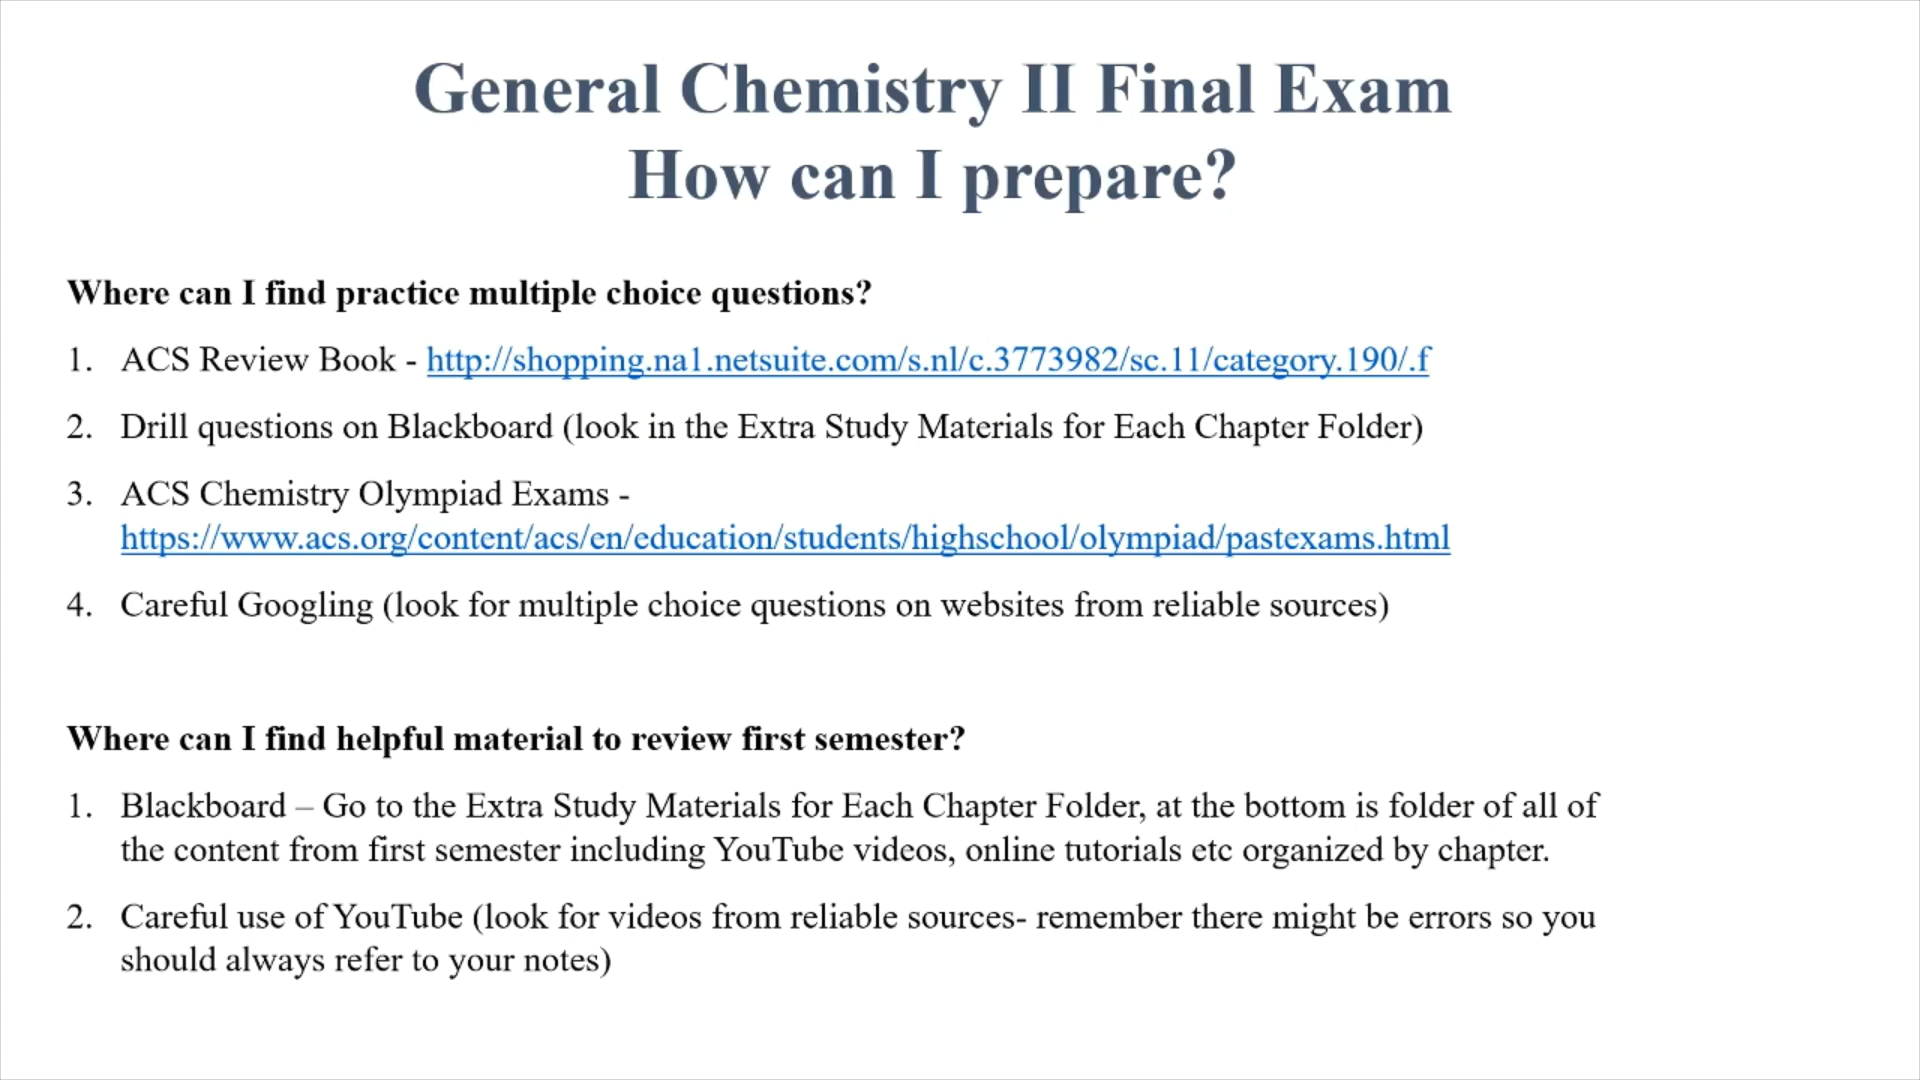 General Chemistry II Final Exam
How can I prepare?
Where can I find practice multiple choice questions?
1. ACS Review Book - http://shopping.na1.netsuite.com/s.nl/c.3773982/sc.11/category.190/.f
2. Drill questions on Blackboard (look in the Extra Study Materials for Each Chapter Folder)
3. ACS Chemistry Olympiad Exams -
https://www.acs.org/content/acs/en/education/students/highschool/olympiad/pastexams.html
4. Careful Googling (look for multiple choice questions on websites from reliable sources)
Where can I find helpful material to review first semester?
1. Blackboard – Go to the Extra Study Materials for Each Chapter Folder, at the bottom is folder of all of
the content from first semester including YouTube videos, online tutorials etc organized by chapter.
2. Careful use of YouTube (look for videos from reliable sources- remember there might be errors so you
should always refer to your notes)